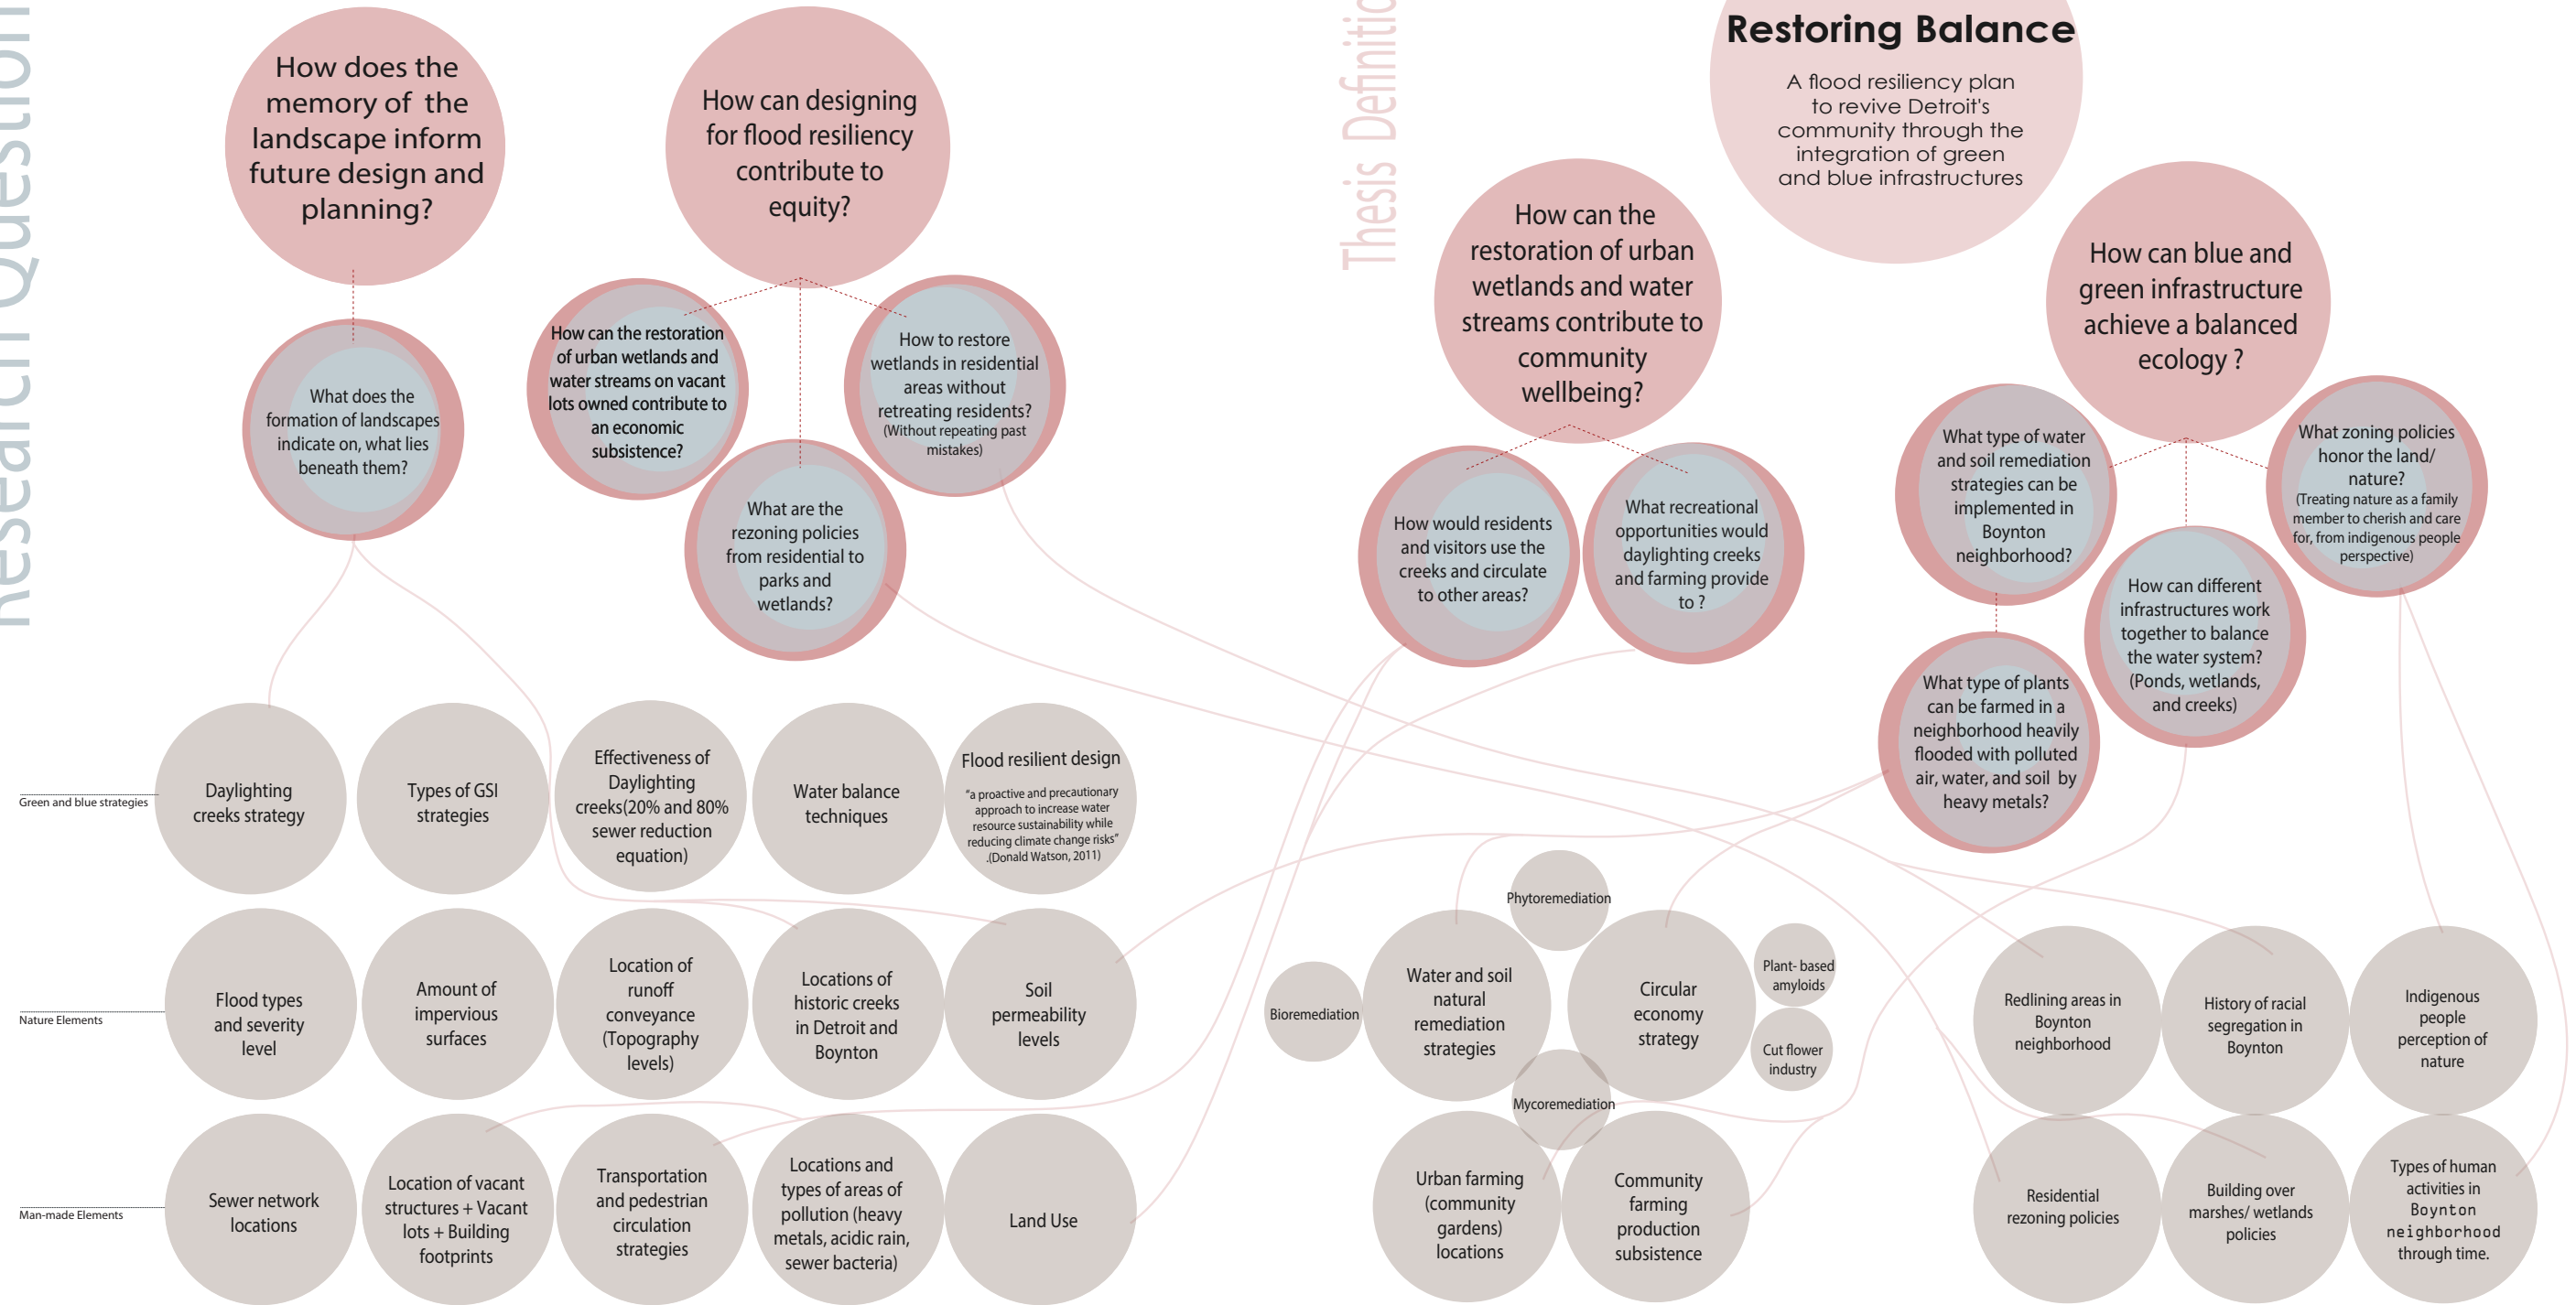 Research Question
Thesis Definitio
Restoring Balance
A flood resiliency plan
to revive Detroit's
community through the
integration of green
and blue infrastructures
How does the
memory of the
landscape inform
future design and
planning?
How can designing
for flood resiliency
contribute to
equity?
How can the
restoration of urban
wetlands and water
streams contribute to
community
wellbeing?
How can blue and
green infrastructure
achieve a balanced
ecology ?
What does the
formation of landscapes
indicate on, what lies
beneath them?
How can the restoration
of urban wetlands and
water streams on vacant
lots owned contribute to
an economic
subsistence?
What are the
rezoning policies
from residential to
parks and
wetlands?
How to restore
wetlands in residential
areas without
retreating residents?
(Without repeating past
mistakes)
How would residents
and visitors use the
creeks and circulate
to other areas?
What recreational
opportunities would
daylighting creeks
and farming provide
to ?
What type of water
and soil remediation
strategies can be
implemented in
Boynton
neighborhood?
What type of plants
can be farmed in a
neighborhood heavily
flooded with polluted
air, water, and soil by
heavy metals?
How can different
infrastructures work
together to balance
the water system?
(Ponds, wetlands,
and creeks)
What zoning policies
honor the land/
nature?
(Treating nature as a family
member to cherish and care
for, from indigenous people
perspective)
Green and blue strategies
Daylighting
creeks strategy
Types of GSI
strategies
Effectiveness of
Daylighting
creeks(20% and 80%
sewer reduction
equation)
Water balance
techniques
Flood resilient design
"a proactive and precautionary
approach to increase water
resource sustainability while
reducing climate change risks"
.(Donald Watson, 2011)
Nature Elements
Flood types
and severity
level
Amount of
impervious
surfaces
Location of
runoff
conveyance
(Topography
levels)
Locations of
historic creeks
in Detroit and
Boynton
Soil
permeability
levels
Man-made Elements
Sewer network
locations
Location of vacant
structures + Vacant
lots + Building
footprints
Transportation
and pedestrian
circulation
strategies
Locations and
types of areas of
pollution (heavy
metals, acidic rain,
sewer bacteria)
Land Use
Phytoremediation
Bioremediation
Water and soil
natural
remediation
strategies
Circular
economy
strategy
Plant- based
amyloids
Cut flower
industry
Mycoremediation
Urban farming
(community
gardens)
locations
Community
farming
production
subsistence
Redlining areas in
Boynton
neighborhood
History of racial
segregation in
Boynton
Indigenous
people
perception of
nature
Residential
rezoning policies
Building over
marshes/ wetlands
policies
Types of human
activities in
Boynton
neighborhood
through time.